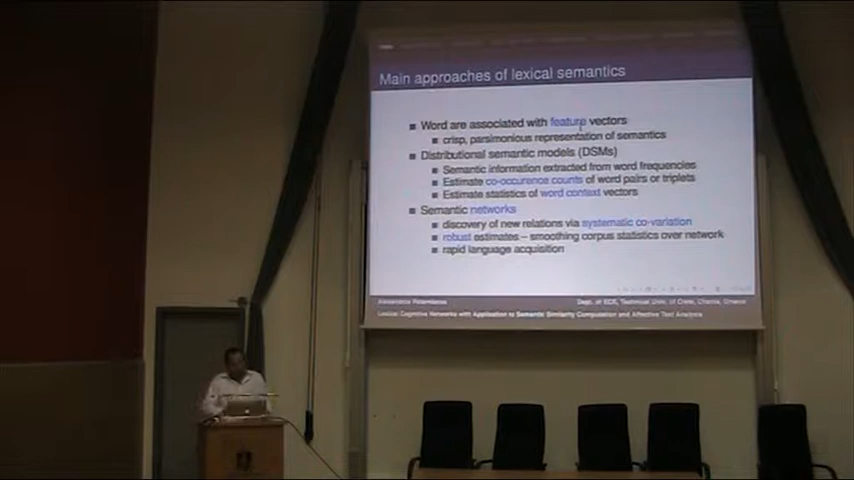 Main approaches of lexical semantics
Word are associated with feature vectors
crisp, parsimonious representation of semantics
Distributional semantic models (DSMs)
Semantic information extracted from word frequencies
Estimate co-occurence counts of word pairs or triplets
Estimate statistics of word context vectors
Semantic networks
discovery of new relations via systematic co-variation
robust estimates – smoothing corpus statistics over network
rapid language acquisition
Dept. of ECE, Technical Univ. of Crete, Chania, Greece
Lexical Cognitive Networks with Application to Semantic Similarity Computation and Affective Text Analysis